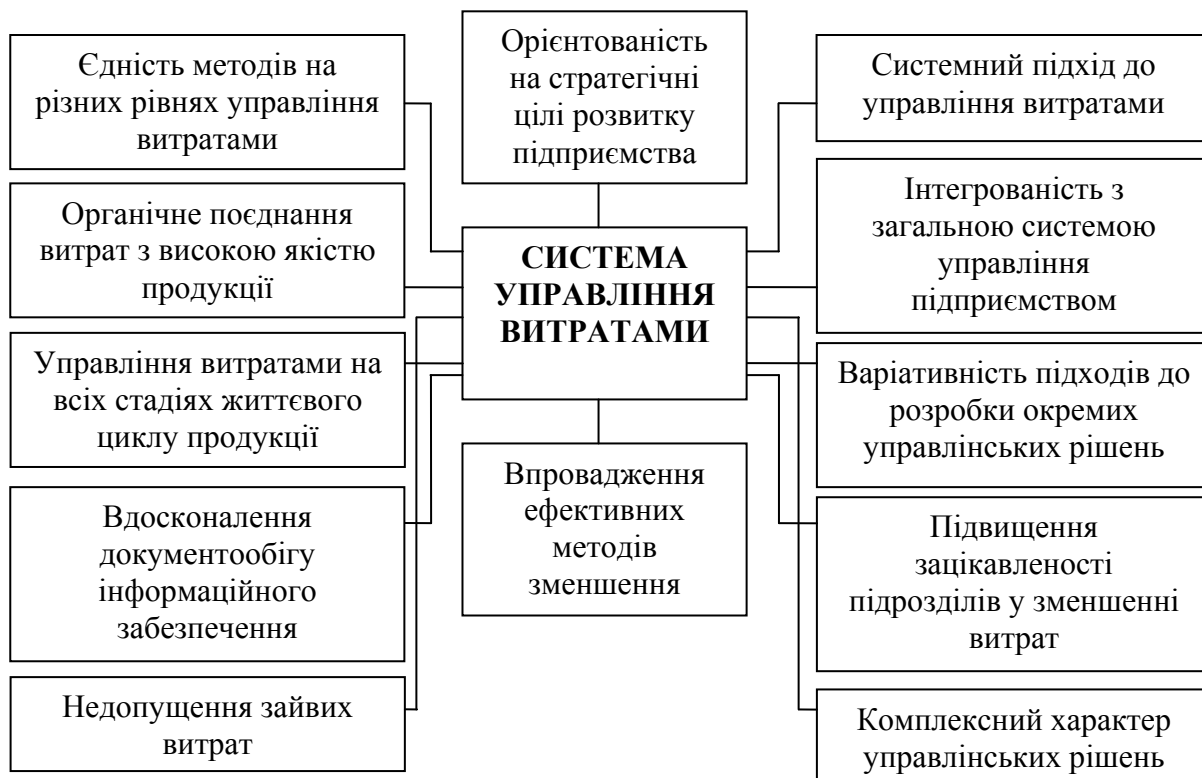 Єдність методів на
різних рівнях управління
витратами
Органічне поєднання
витрат з високою якістю
продукції
Управління витратами на
всіх стадіях життєвого
циклу продукції
Вдосконалення
документообігу
інформаційного
забезпечення
Недопущення зайвих
витрат
Орієнтованість
на стратегічні
цілі розвитку
підприємства
СИСТЕМА
УПРАВЛІННЯ
ВИТРАТАМИ
Впровадження
ефективних
методів
зменшення
Системний підхід до
управління витратами
Інтегрованість з
загальною системою
управління
підприємством
Варіативність підходів до
розробки окремих
управлінських рішень
Підвищення
зацікавленості
підрозділів у зменшенні
витрат
Комплексний характер
управлінських рішень